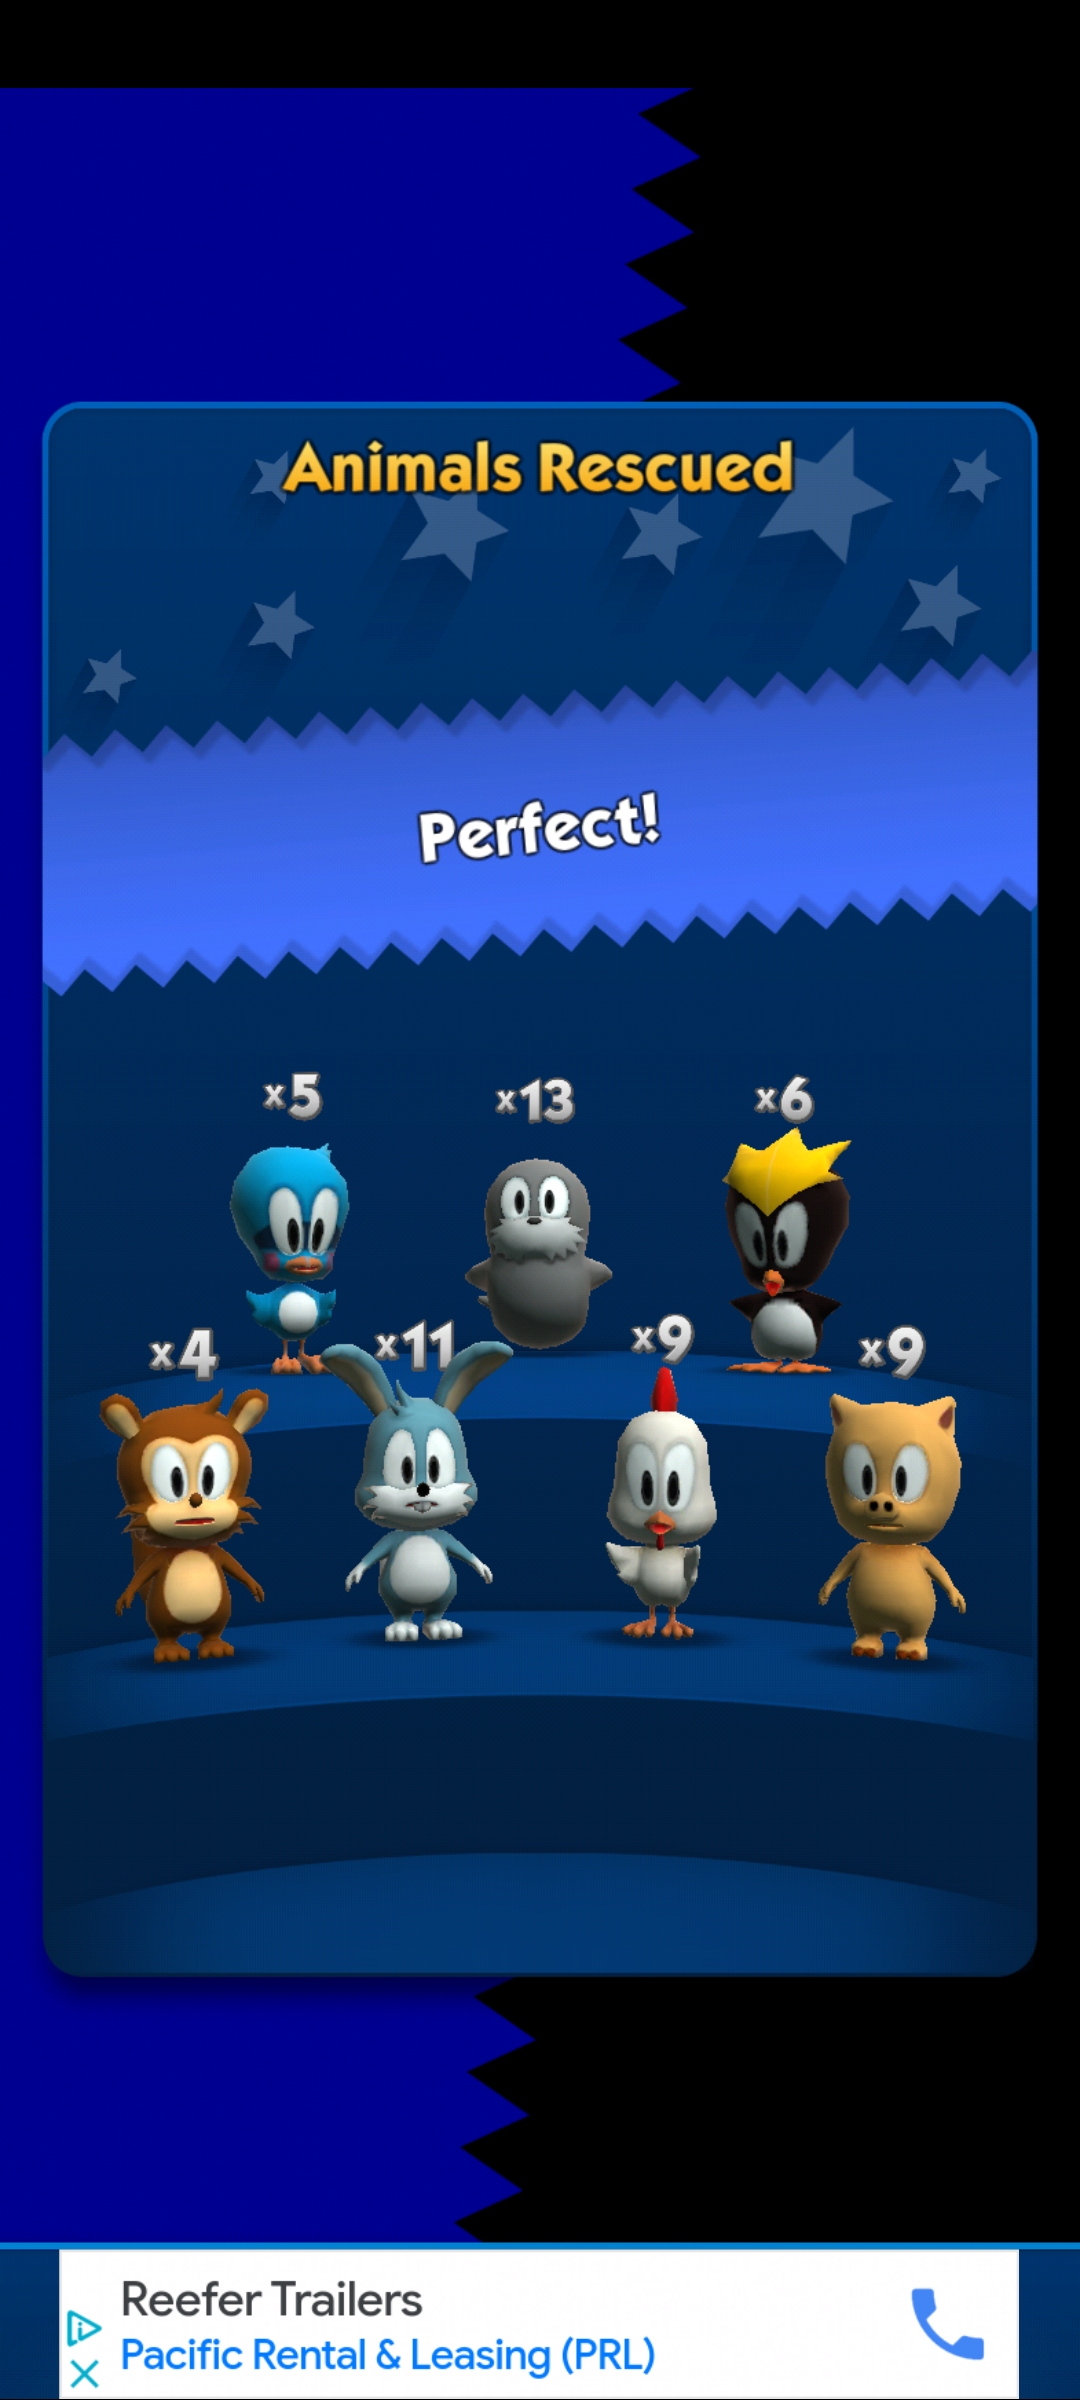 Animals Rescued
Perfect!
x5
x13
x6
x4
x11
x9
x9
Reefer Trailers
Pacific Rental & Leasing (PRL)